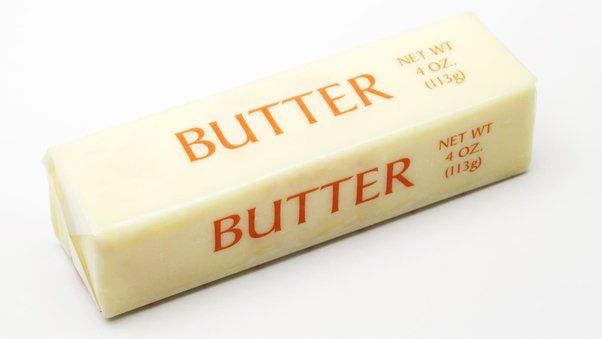 BUTTER
NET WT
4 OZ.
(113g)
BUTTER
NET WT
4 OZ.
(113g)